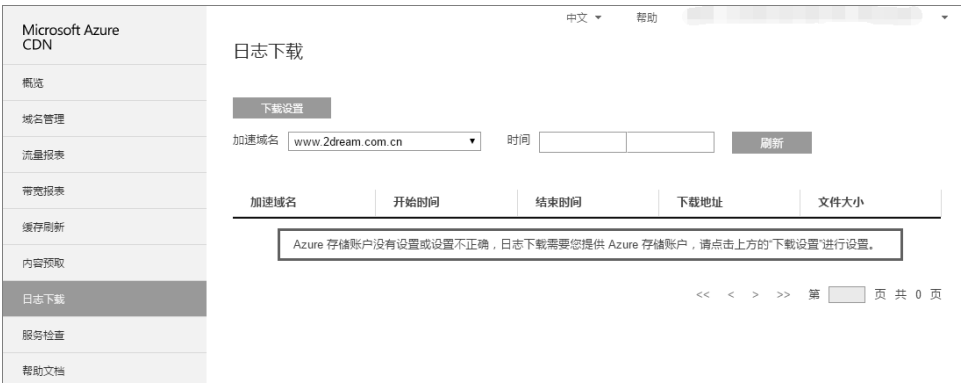 中文 帮助
Microsoft Azure
CDN
日志下载
概览
域名管理
流量报表
带宽报表
缓存刷新
内容预取
日志下载
服务检查
帮助文档
下载设置
加速域名 www.2dream.com.cn 时间 刷新
加速域名 开始时间 结束时间 下载地址 文件大小
Azure 存储账户没有设置或设置不正确，日志下载需要您提供 Azure 存储账户，请点击上方的“下载设置”进行设置。
<< < > >> 第 页 共 0 页